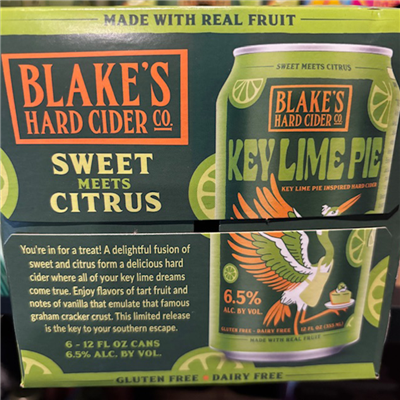 MADE WITH REAL FRUIT
BLAKE'S
HARD CIDER CO.
SWEET
MEETS
CITRUS
SWEET MEETS CITRUS
BLAKE'S
HARD CIDER CO.
KEY LIME PIE
KEY LIME PIE INSPIRED HARD CIDER
You're in for a treat! A delightful fusion of
sweet and citrus form a delicious hard
cider where all of your key lime dreams
come true. Enjoy flavors of tart fruit and
notes of vanilla that emulate that famous
graham cracker crust. This limited release
is the key to your southern escape.
6 - 12 FL OZ CANS
6.5% ALC. BY VOL.
6.5%
ALC. BY VOL.
GLUTEN FREE • DAIRY FREE
12 FL OZ (355 ML)
MADE WITH REAL FRUIT
GLUTEN FREE • DAIRY FREE